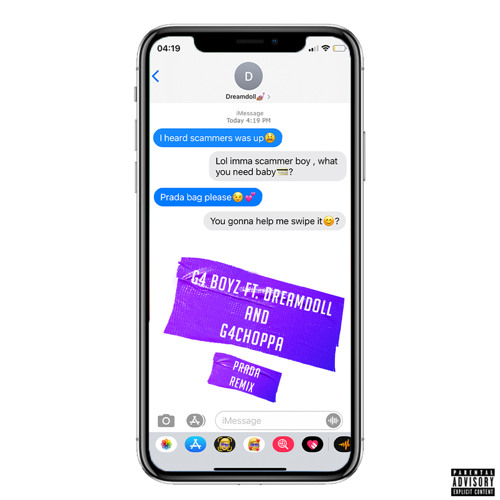 04:19
D
Dreamdoll💅 >
iMessage
Today 4:19 PM
I heard scammers was up😫
Lol imma scammer boy , what
you need baby💳?
Prada bag please😉💞
You gonna help me swipe it😊?
G4 BOYZ FT. DREAMDOLL
AND
G4CHOPPA
PRADA
REMIX
iMessage
PARENTAL
ADVISORY
EXPLICIT CONTENT